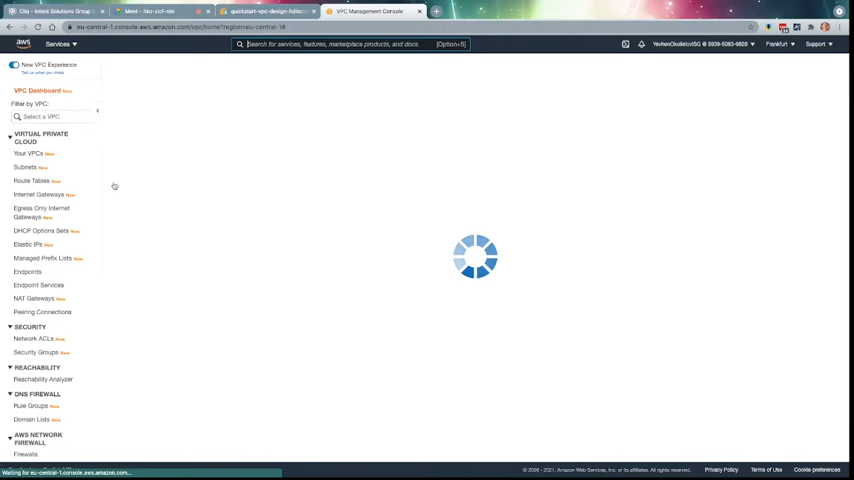 Cliq - Intent Solutions Group
Meet - hko-zicf-nin
quickstart-vpc-design-fullscr
VPC Management Console
eu-central-1.console.aws.amazon.com/vpc/home?region=eu-central-1#
aws
Services
Search for services, features, marketplace products, and docs
[Option+S]
Frankfurt
Support
New VPC Experience
Tell us what you think
VPC Dashboard New
Filter by VPC:
Select a VPC
VIRTUAL PRIVATE
CLOUD
Your VPCs New
Subnets New
Route Tables New
Internet Gateways New
Egress Only Internet
Gateways New
DHCP Options Sets New
Elastic IPs New
Managed Prefix Lists New
Endpoints
Endpoint Services
NAT Gateways New
Peering Connections
SECURITY
Network ACLs New
Security Groups New
REACHABILITY
Reachability Analyzer
DNS FIREWALL
Rule Groups New
Domain Lists New
AWS NETWORK
FIREWALL
Firewalls
Waiting for eu-central-1.console.aws.amazon.com...
© 2008 - 2021, Amazon Web Services, Inc. or its affiliates. All rights reserved.
Privacy Policy
Terms of Use
Cookie preferences